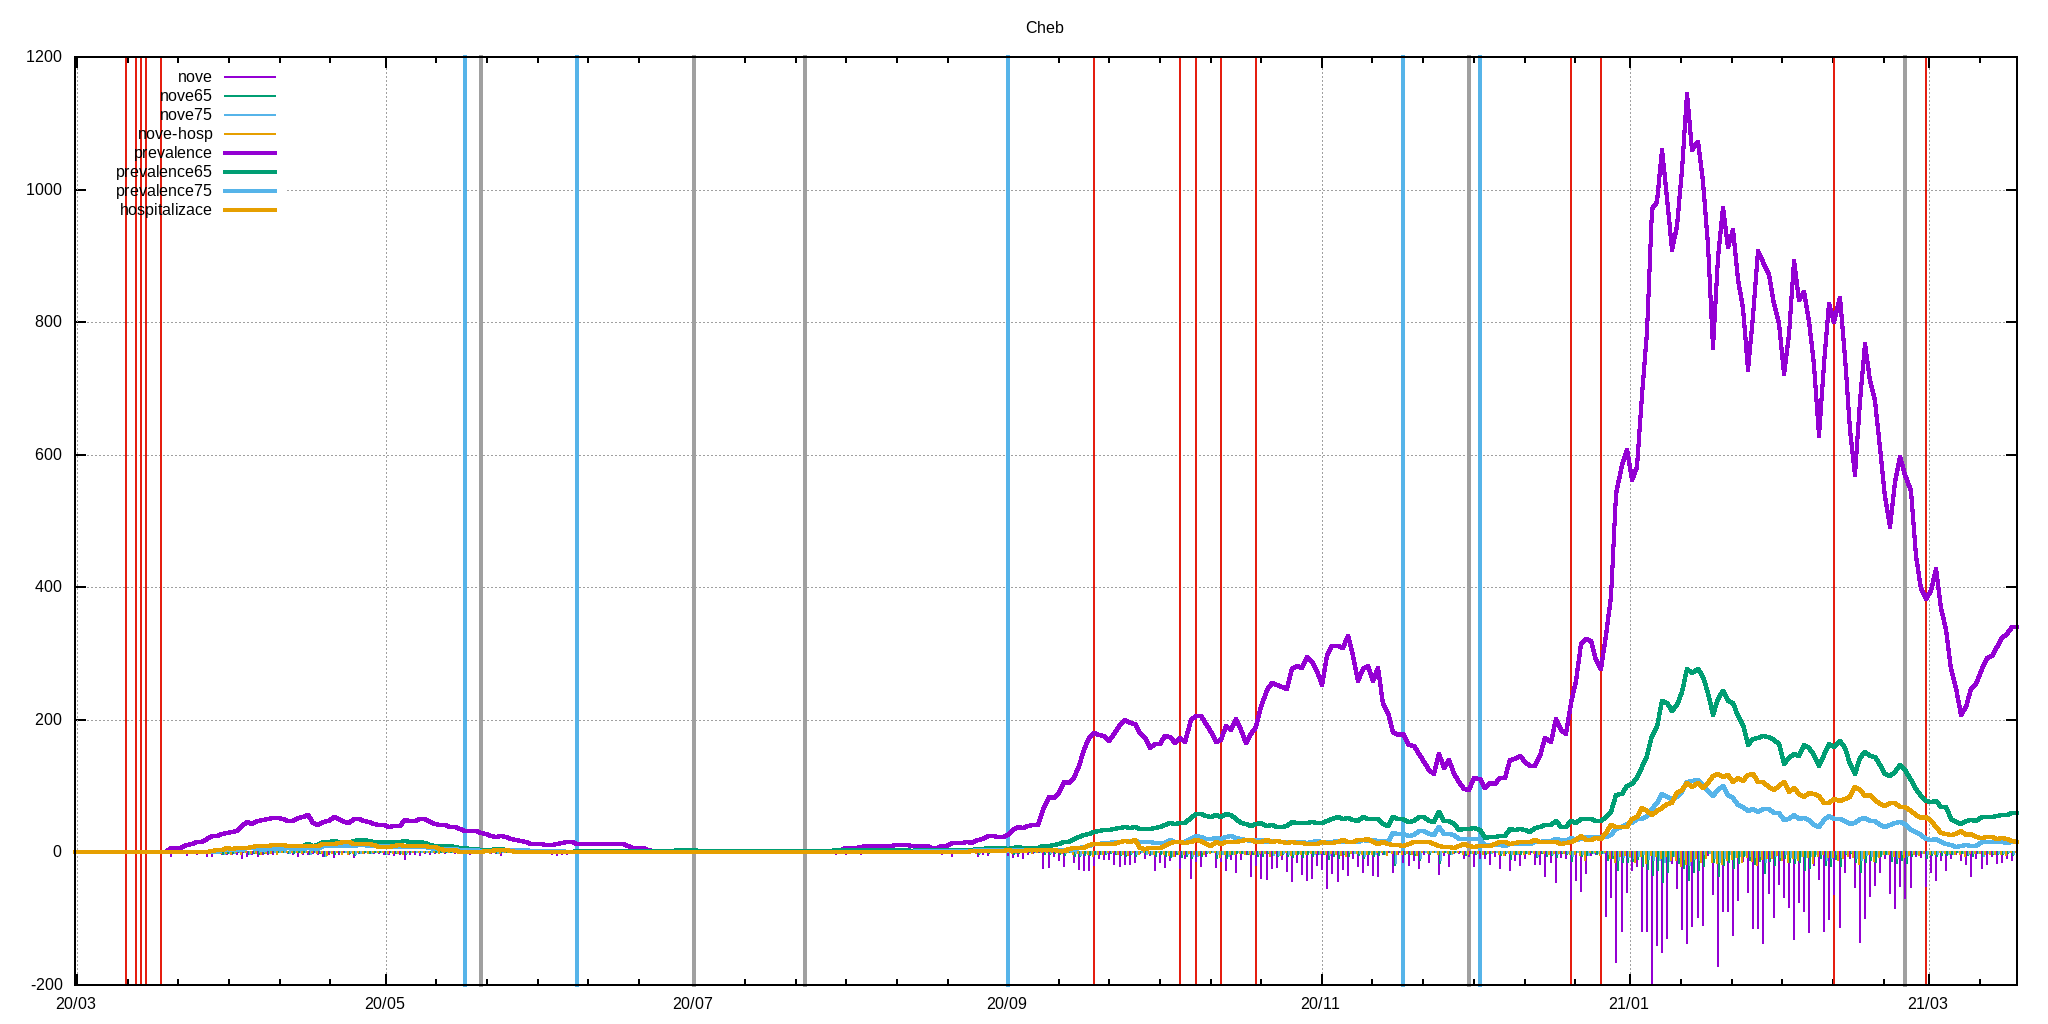 Cheb
1200
1000
800
600
400
200
0
-200
nove
nove65
nove75
nove-hosp
prevalence
prevalence65
prevalence75
hospitalizace
20/03 20/05 20/07 20/09 20/11 21/01 21/03